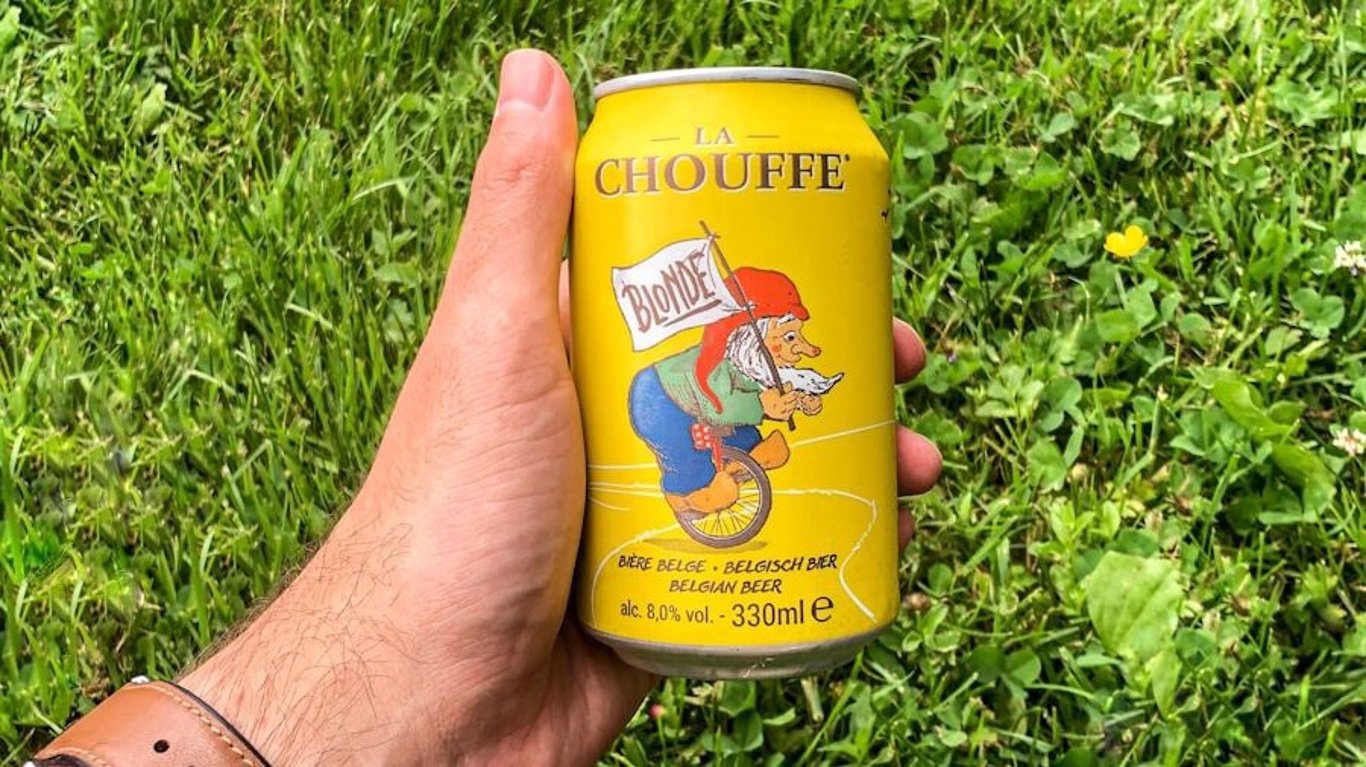 LA
CHOUFFE
BLONDE
BIÈRE BELGE • BELGISCH BIER
BELGIAN BEER
alc. 8,0% vol. - 330ml e